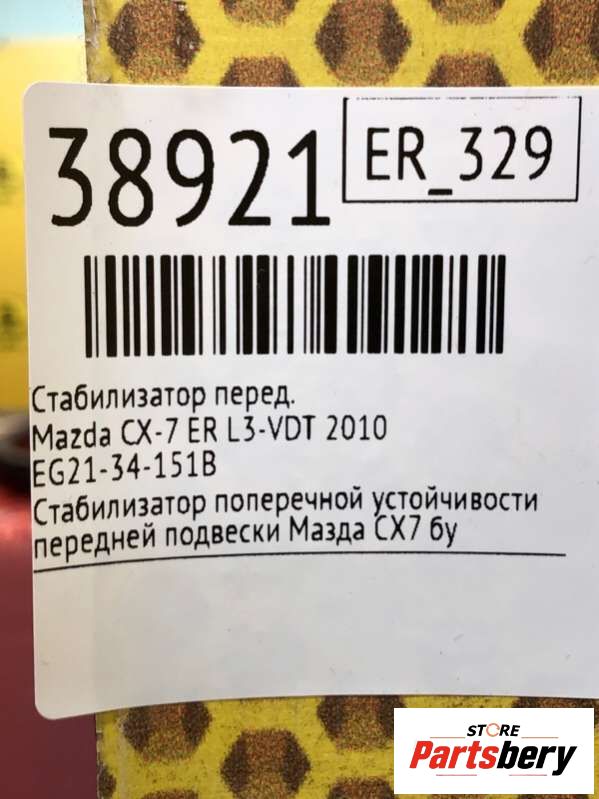 38921
ER_329
Стабилизатор перед.
Mazda CX-7 ER L3-VDT 2010
EG21-34-151B
Стабилизатор поперечной устойчивости
передней подвески Мазда СХ7 бу
STORE
Partsbery